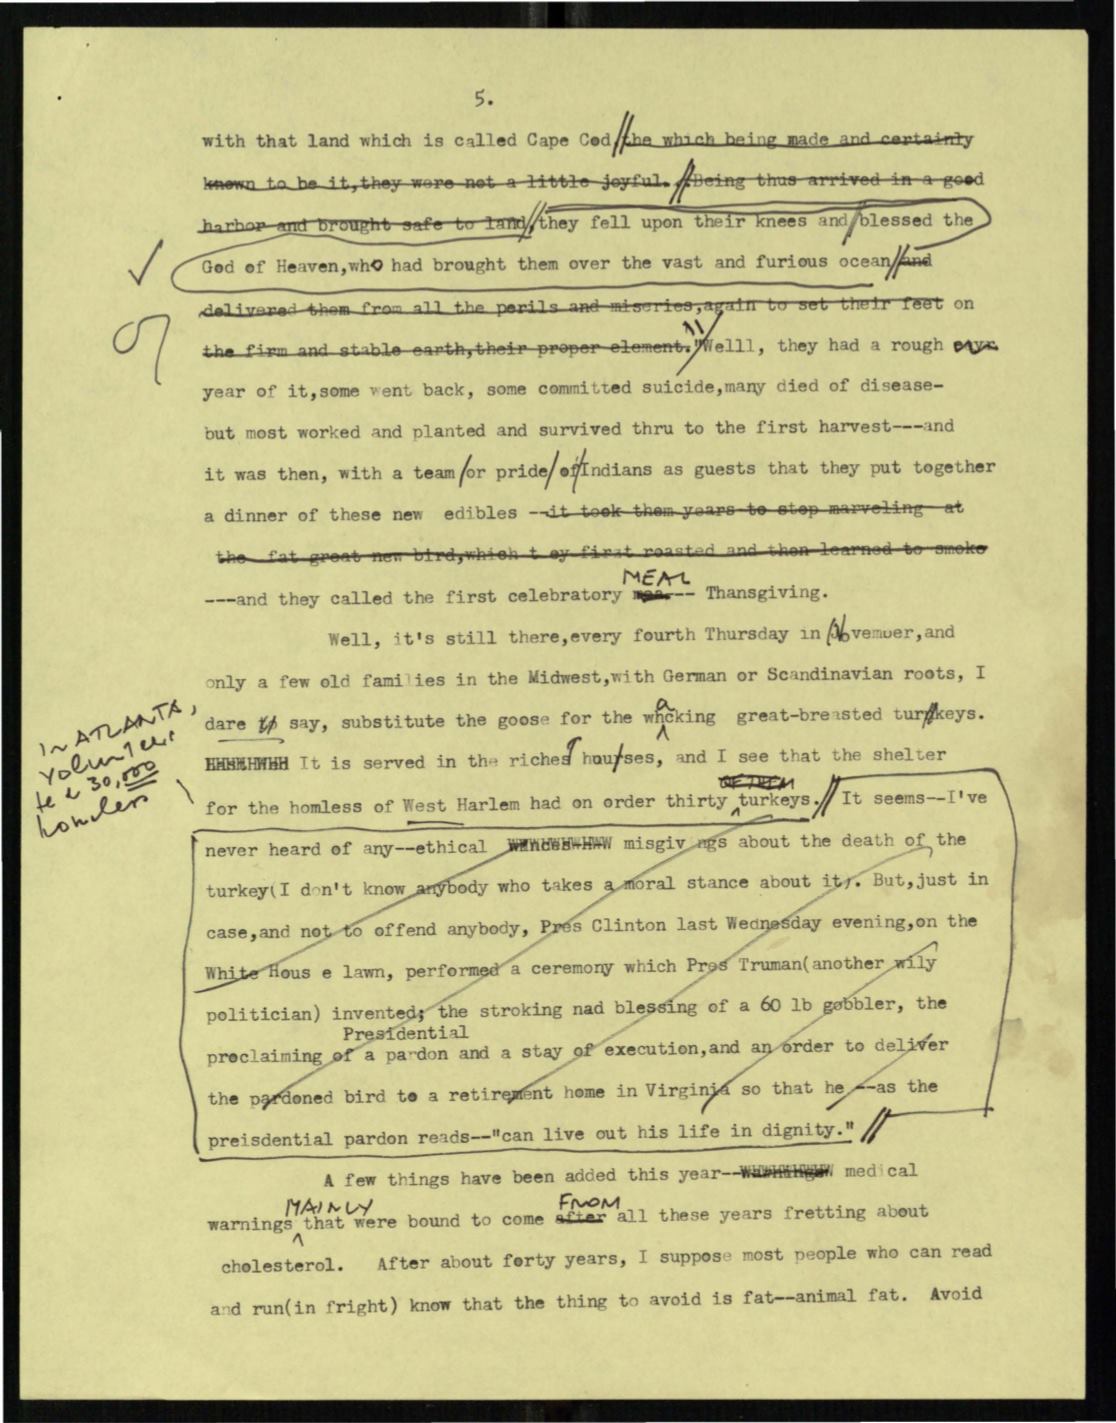 5.
with that land which is called Cape Cod//the which being made and certainly
known to be it,they were not a little joyful. //Being thus arrived in a good
harbor and brought safe to land,//they fell upon their knees and/blessed the
God of Heaven,who had brought them over the vast and furious ocean//and
delivered them from all the perils and miseries,again to set their feet on
the firm and stable earth,their proper element."/Welll, they had a rough
year of it,some went back, some committed suicide,many died of disease-
but most worked and planted and survived thru to the first harvest---and
it was then, with a team/or pride/of/Indians as guests that they put together
a dinner of these new edibles --it took them years to stop marveling at
the fat great new bird,which t ey first roasted and then learned to smoke
MEAL
---and they called the first celebratory --- Thansgiving.
Well, it's still there,every fourth Thursday in November,and
only a few old families in the Midwest,with German or Scandinavian roots, I
a
dare say, substitute the goose for the whcking great-breasted turkeys.
It is served in the riches houses, and I see that the shelter
OF THEM
for the homless of West Harlem had on order thirty turkeys.// It seems--I've
IN ATLANTA,
volunteers
30,000
homeless
never heard of any--ethical misgiv ngs about the death of the
turkey(I don't know anybody who takes a moral stance about it). But,just in
case,and not to offend anybody, Pres Clinton last Wednesday evening,on the
White Hous e lawn, performed a ceremony which Pres Truman(another wily
politician) invented; the stroking nad blessing of a 60 lb gobbler, the
Presidential
proclaiming of a pardon and a stay of execution,and an order to deliver
the pardoned bird to a retirement home in Virginia so that he --as the
preisdential pardon reads--"can live out his life in dignity." //
A few things have been added this year-- medical
MAINLY FROM
warnings that were bound to come after all these years fretting about
cholesterol. After about forty years, I suppose most people who can read
and run(in fright) know that the thing to avoid is fat--animal fat. Avoid